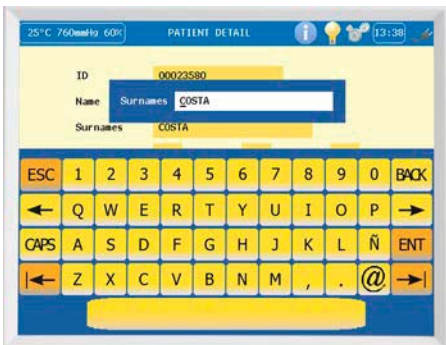 25°C 760mmHg 60% PATIENT DETAIL 13:38
ID 00023580
Name Surnames COSTA
Surnames COSTA
ESC 1 2 3 4 5 6 7 8 9 0 BACK
Q W E R T Y U I O P
CAPS A S D F G H J K L Ñ ENT
Z X C V B N M , . @